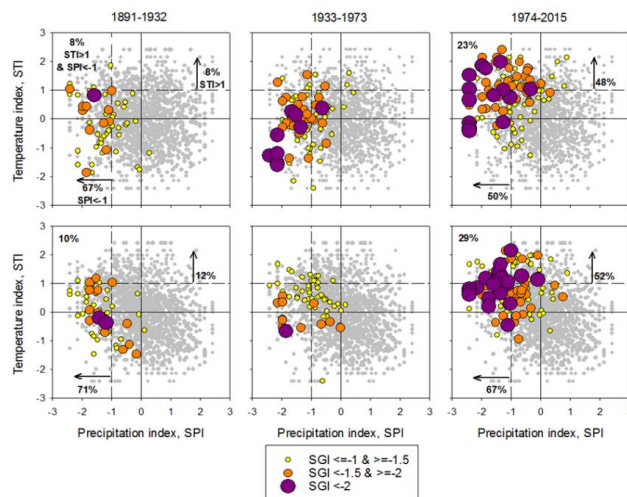 1891-1932
1933-1973
1974-2015
Temperature index, STI
3
2
1
0
-1
-2
-3
8%
STI>1
& SPI<-1
8%
STI>1
67%
SPI<-1
23%
48%
50%
Temperature index, STI
3
2
1
0
-1
-2
-3
10%
12%
71%
29%
52%
67%
-3 -2 -1 0 1 2 3
-3 -2 -1 0 1 2 3
-3 -2 -1 0 1 2 3
Precipitation index, SPI
Precipitation index, SPI
Precipitation index, SPI
SGI <=-1 & >=-1.5
SGI <-1.5 & >=-2
SGI <-2